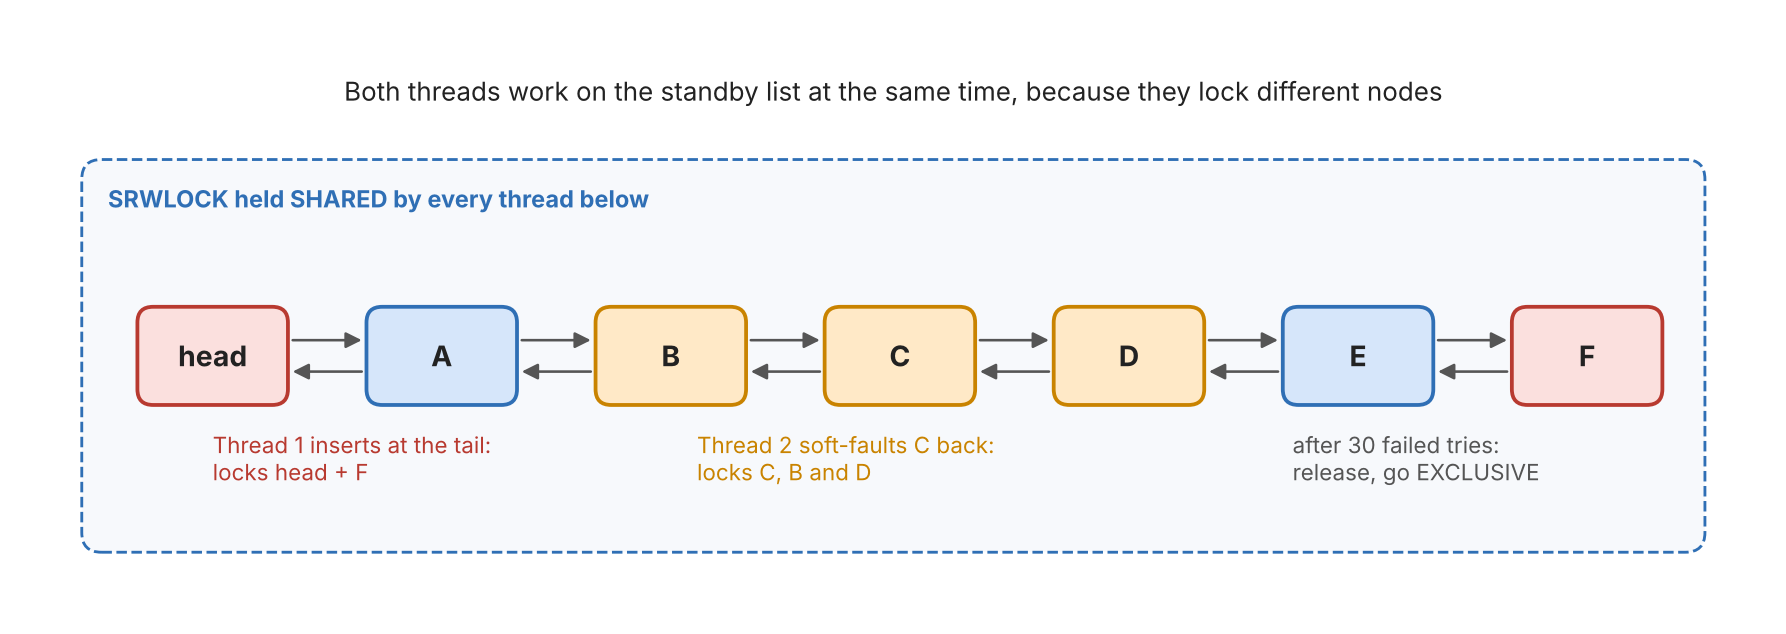 Both threads work on the standby list at the same time, because they lock different nodes
SRWLOCK held SHARED by every thread below
head
A
B
C
D
E
F
Thread 1 inserts at the tail:
locks head + F
Thread 2 soft-faults C back:
locks C, B and D
after 30 failed tries:
release, go EXCLUSIVE